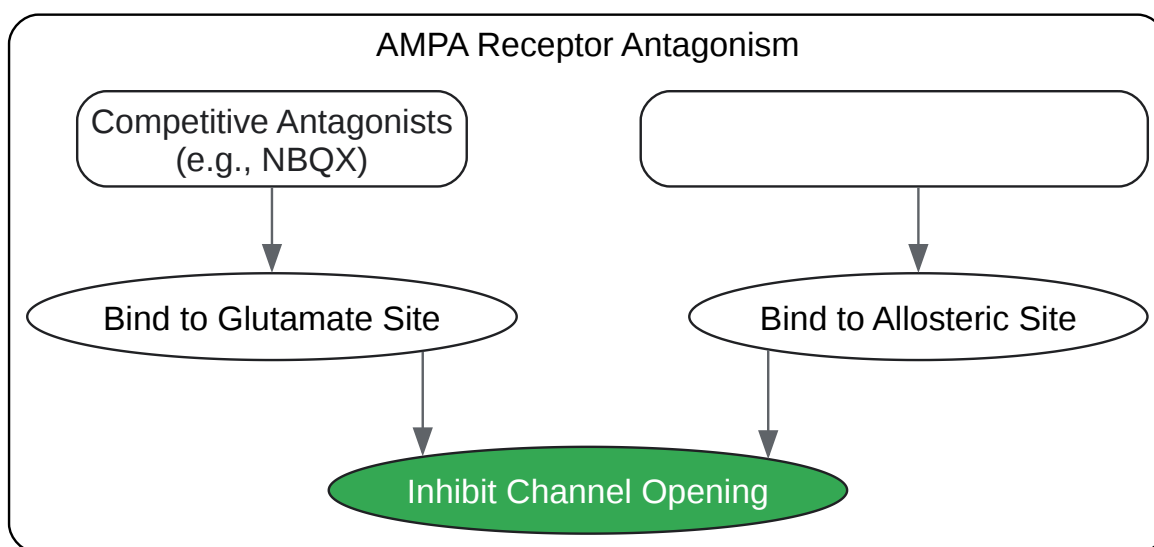 AMPA Receptor Antagonism
Competitive Antagonists
(e.g., NBQX)
Bind to Glutamate Site
Bind to Allosteric Site
Inhibit Channel Opening